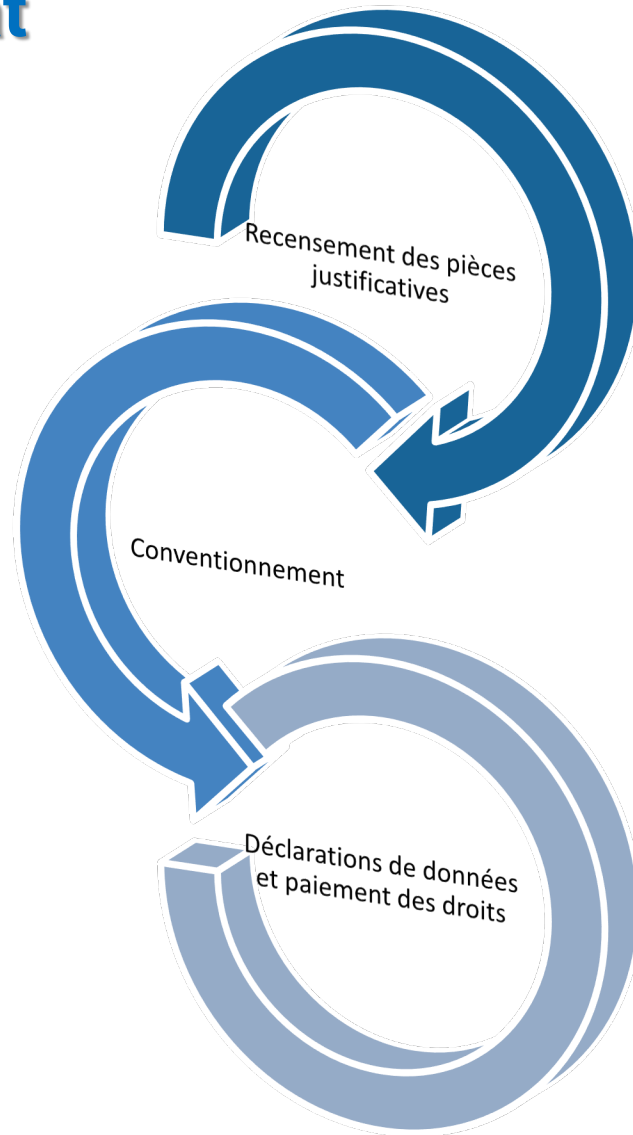 Recensement des pièces
justificatives
Conventionnement
Déclarations de données
et paiement des droits